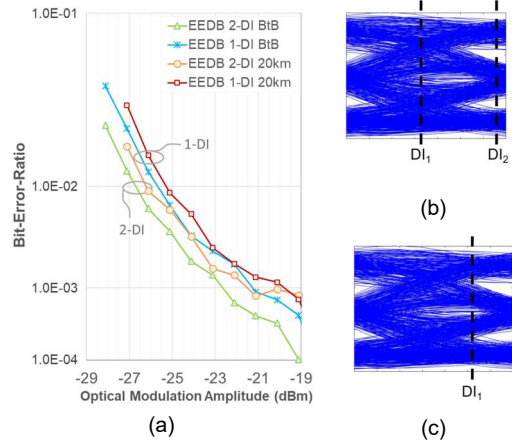 (a)
EEDB 2-DI BtB
EEDB 1-DI BtB
EEDB 2-DI 20km
EEDB 1-DI 20km
1.0E-01
1.0E-02
1.0E-03
1.0E-04
Bit-Error-Ratio
1-DI
2-DI
-29
-27
-25
-23
-21
-19
Optical Modulation Amplitude (dBm)
(a)
DI₁
DI₂
(b)
DI₁
(c)